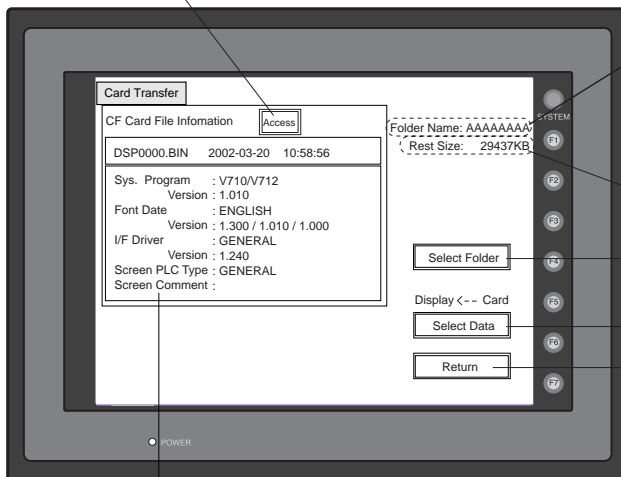 Card Transfer
CF Card File Infomation
Access
DSP0000.BIN 2002-03-20 10:58:56
Sys. Program : V710/V712
Version : 1.010
Font Date : ENGLISH
Version : 1.300 / 1.010 / 1.000
I/F Driver : GENERAL
Version : 1.240
Screen PLC Type : GENERAL
Screen Comment :
Folder Name: AAAAAAAA
Rest Size: 29437KB
Select Folder
Display <-- Card
Select Data
Return
SYSTEM
F1
F2
F3
F4
F5
F6
F7
POWER